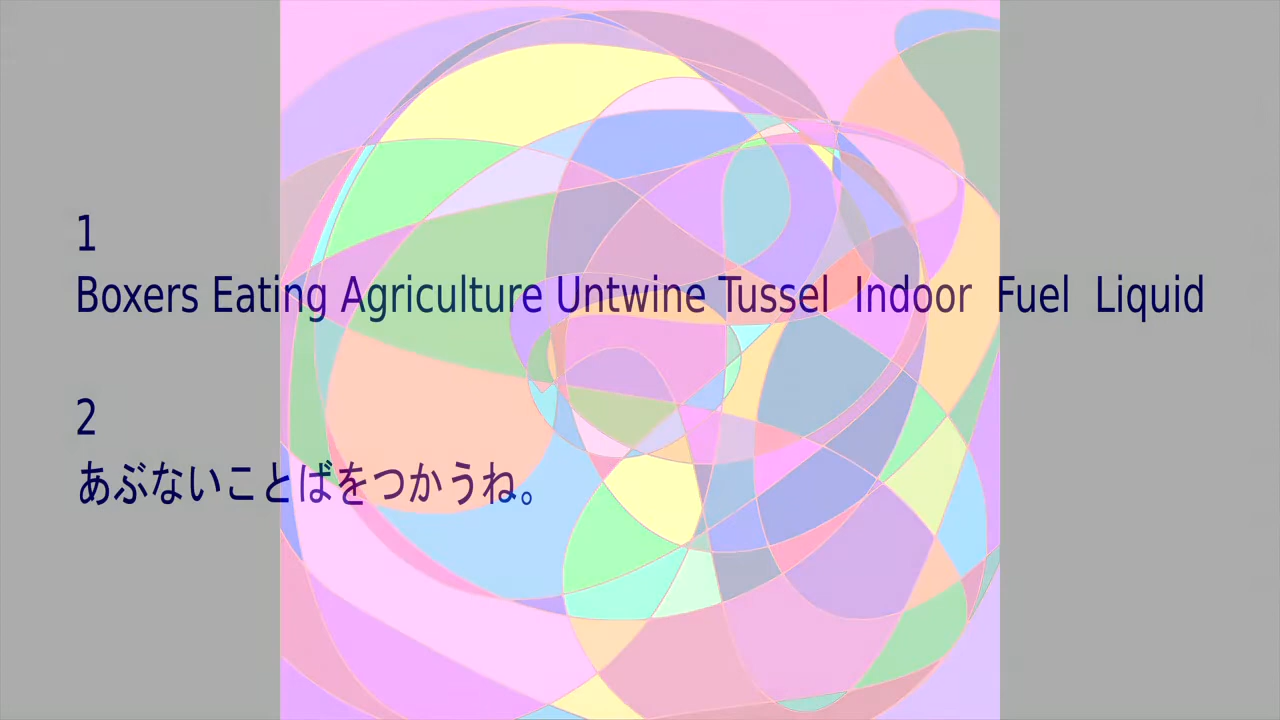 1
Boxers Eating Agriculture Untwine Tussel Indoor Fuel Liquid
2
あぶないことばをつかうね。